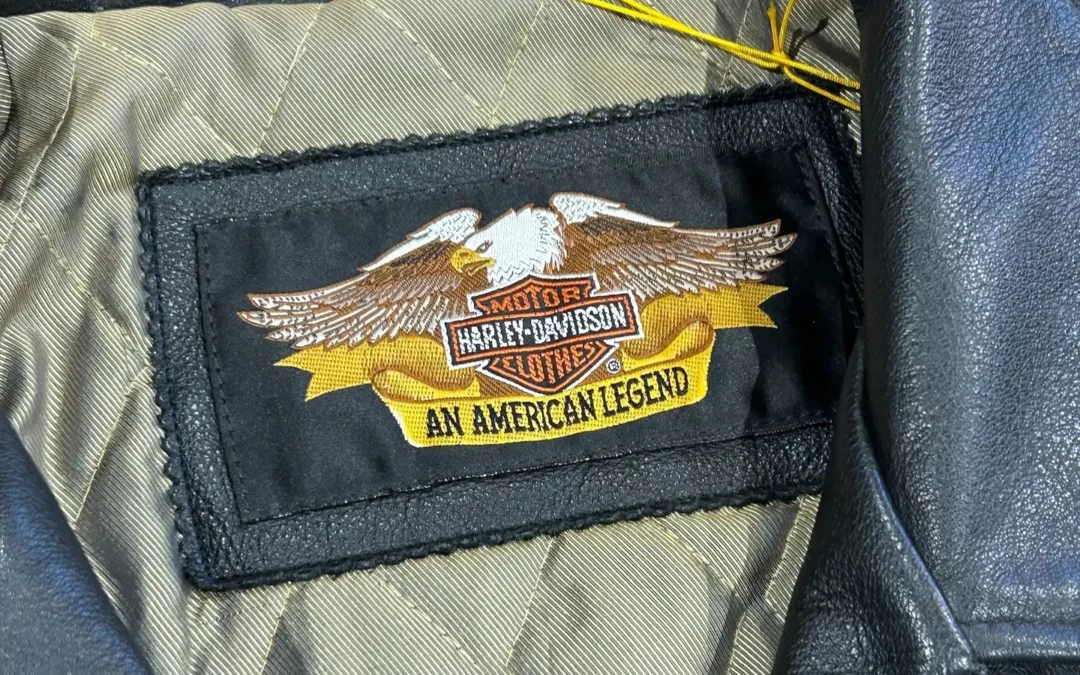 MOTOR
HARLEY-DAVIDSON
CLOTHES
®
AN AMERICAN LEGEND